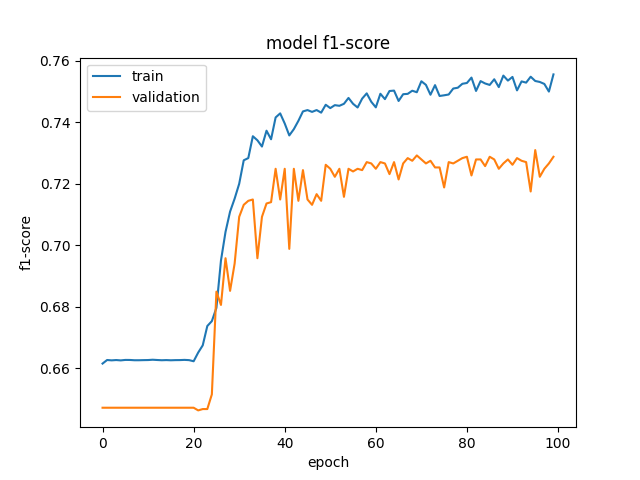 model f1-score
train
validation
0.76
0.74
0.72
0.70
0.68
0.66
f1-score
0 20 40 60 80 100
epoch